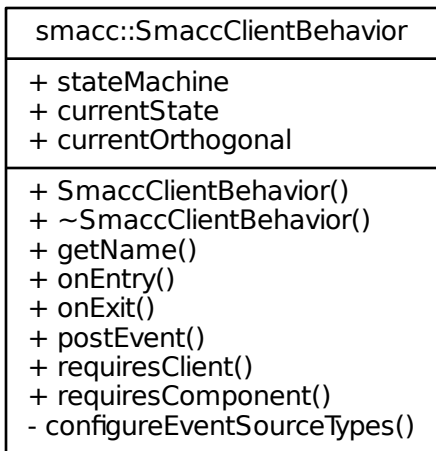 smacc::SmaccClientBehavior
+ stateMachine
+ currentState
+ currentOrthogonal
+ SmaccClientBehavior()
+ ~SmaccClientBehavior()
+ getName()
+ onEntry()
+ onExit()
+ postEvent()
+ requiresClient()
+ requiresComponent()
- configureEventSourceTypes()